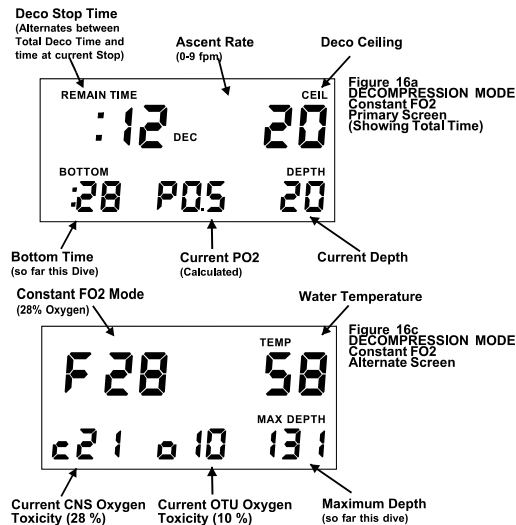 Deco Stop Time
(Alternates between
Total Deco Time and
time at current Stop)
Ascent Rate
(0-9 fpm)
Deco Ceiling
Figure 16a
DECOMPRESSION MODE
Constant FO2
Primary Screen
(Showing Total Time)
REMAIN TIME
CEIL
:12 DEC
20
BOTTOM
DEPTH
:28
P0.5
20
Bottom Time
(so far this Dive)
Current PO2
(Calculated)
Current Depth
Constant FO2 Mode
(28% Oxygen)
Water Temperature
Figure 16c
DECOMPRESSION MODE
Constant FO2
Alternate Screen
TEMP
F28
58
MAX DEPTH
c21
o10
131
Current CNS Oxygen
Toxicity (28 %)
Current OTU Oxygen
Toxicity (10 %)
Maximum Depth
(so far this dive)